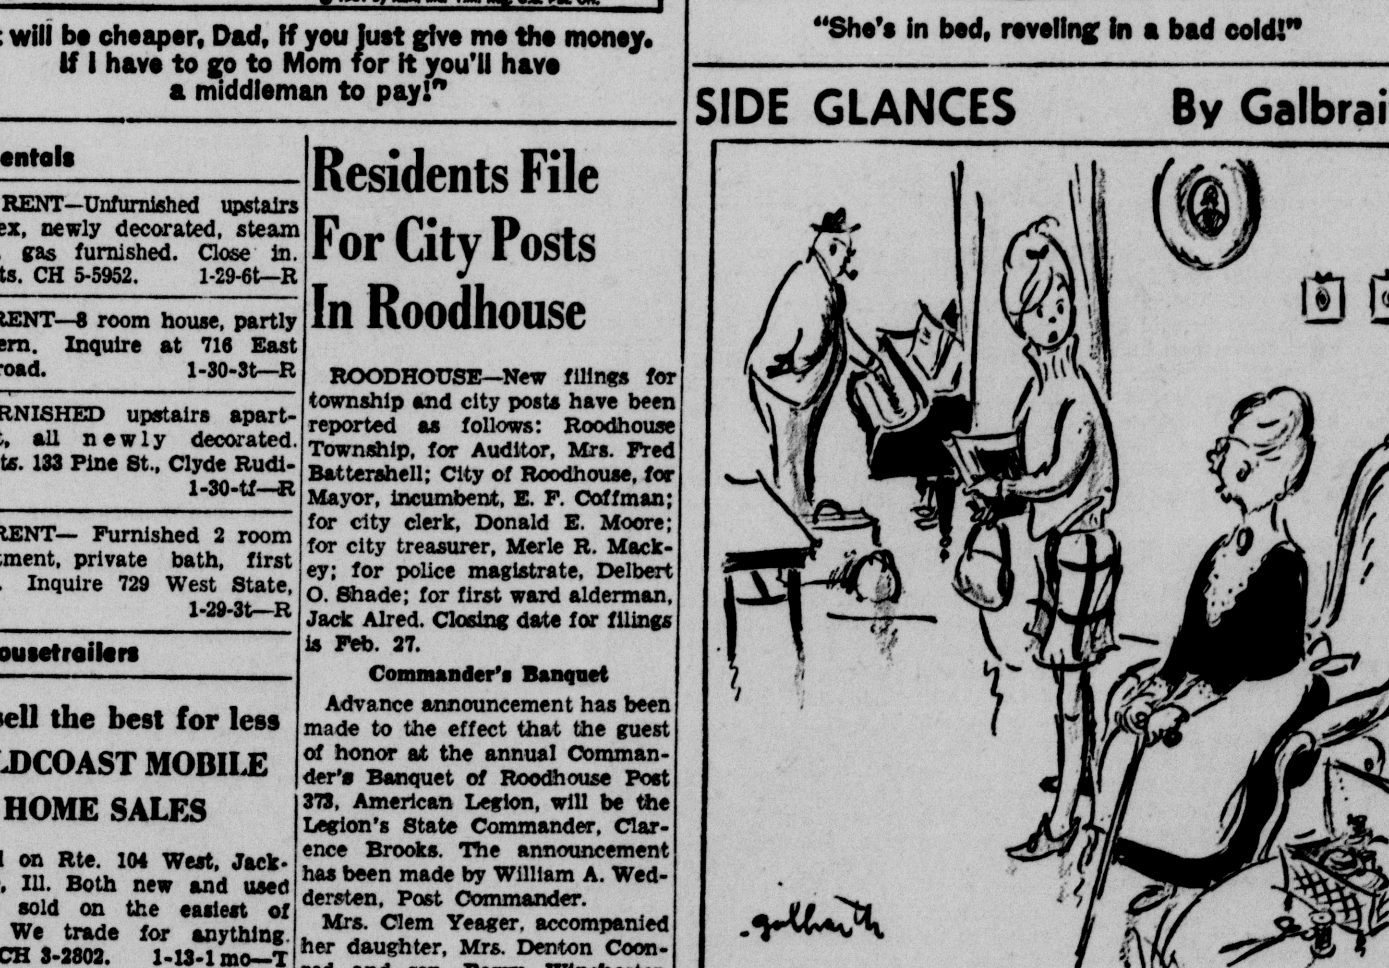 will be cheaper, Dad, if you just give me the money.
If I have to go to Mom for it you'll have
a middleman to pay!"
"She's in bed, reveling in a bad cold!"
SIDE GLANCES By Galbrai
entals
RENT—Unfurnished upstairs
ex, newly decorated, steam
gas furnished. Close in.
ts. CH 5-5952. 1-29-6t—R
RENT—8 room house, partly
ern. Inquire at 716 East
road. 1-30-3t—R
RNISHED upstairs apart-
, all newly decorated.
ts. 133 Pine St., Clyde Rudi-
1-30-tf—R
RENT— Furnished 2 room
tment, private bath, first
. Inquire 729 West State,
1-29-3t—R
ousetrailers
sell the best for less
LDCOAST MOBILE
HOME SALES
on Rte. 104 West, Jack-
, Ill. Both new and used
sold on the easiest of
We trade for anything.
CH 3-2802. 1-13-1 mo—T
Residents File
For City Posts
In Roodhouse
ROODHOUSE—New filings for
township and city posts have been
reported as follows: Roodhouse
Township, for Auditor, Mrs. Fred
Battershell; City of Roodhouse, for
Mayor, incumbent, E. F. Coffman;
for city clerk, Donald E. Moore;
for city treasurer, Merle R. Mack-
ey; for police magistrate, Delbert
O. Shade; for first ward alderman,
Jack Alred. Closing date for filings
is Feb. 27.
Commander's Banquet
Advance announcement has been
made to the effect that the guest
of honor at the annual Comman-
der's Banquet of Roodhouse Post
373, American Legion, will be the
Legion's State Commander, Clar-
ence Brooks. The announcement
has been made by William A. Wed-
dersten, Post Commander.
Mrs. Clem Yeager, accompanied
her daughter, Mrs. Denton Coon-
galbraith